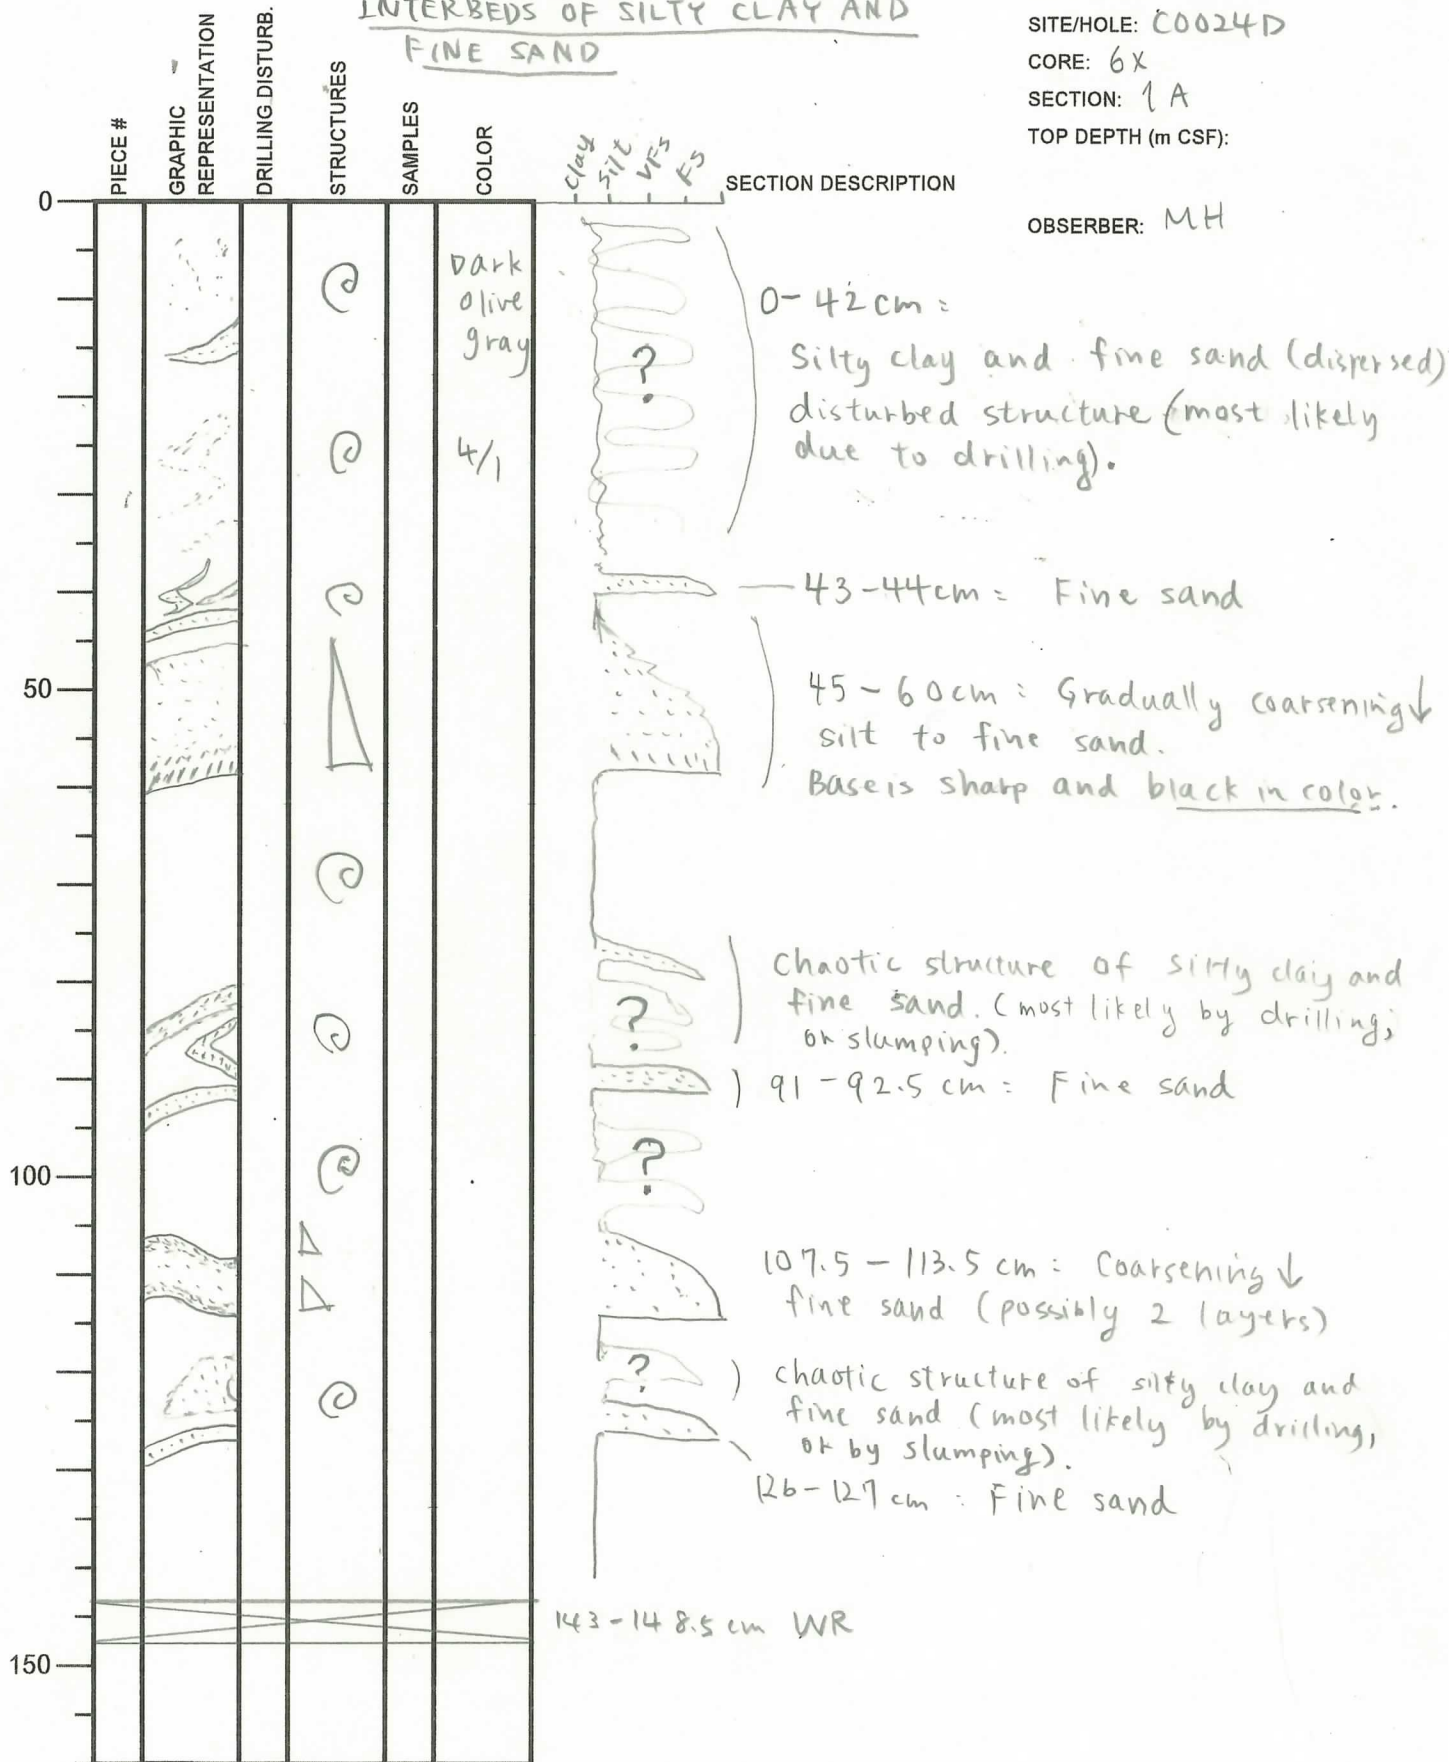 INTERBEDS OF SILTY CLAY AND
FINE SAND
SITE/HOLE: C0024D
CORE: 6X
SECTION: 1A
TOP DEPTH (m CSF):
OBSERBER: MH
PIECE #
GRAPHIC
REPRESENTATION
DRILLING DISTURB.
STRUCTURES
SAMPLES
COLOR
Clay
Silt
VFS
FS
SECTION DESCRIPTION
0
50
100
150
Dark
olive
gray
4/1
?
0-42cm:
Silty clay and fine sand (dispersed)
disturbed structure (most likely
due to drilling).
43-44cm: Fine sand
45-60cm: Gradually coarsening↓
silt to fine sand.
Base is sharp and black in color.
?
Chaotic structure of silty clay and
fine sand. (most likely by drilling,
or slumping).
91-92.5 cm: Fine sand
?
107.5-113.5 cm: Coarsening↓
fine sand (possibly 2 layers)
?
chaotic structure of silty clay and
fine sand (most likely by drilling,
or by slumping).
126-127 cm: Fine sand
143-148.5 cm WR